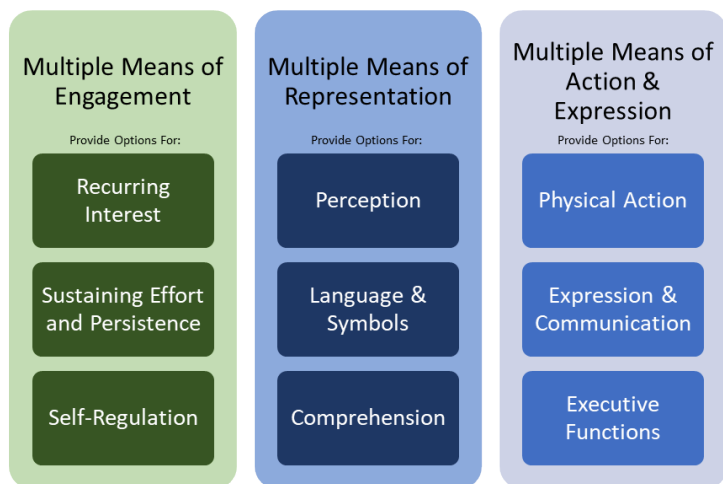 Multiple Means of
Engagement
Provide Options For:
Recurring
Interest
Sustaining Effort
and Persistence
Self-Regulation
Multiple Means of
Representation
Provide Options For:
Perception
Language &
Symbols
Comprehension
Multiple Means of
Action &
Expression
Provide Options For:
Physical Action
Expression &
Communication
Executive
Functions